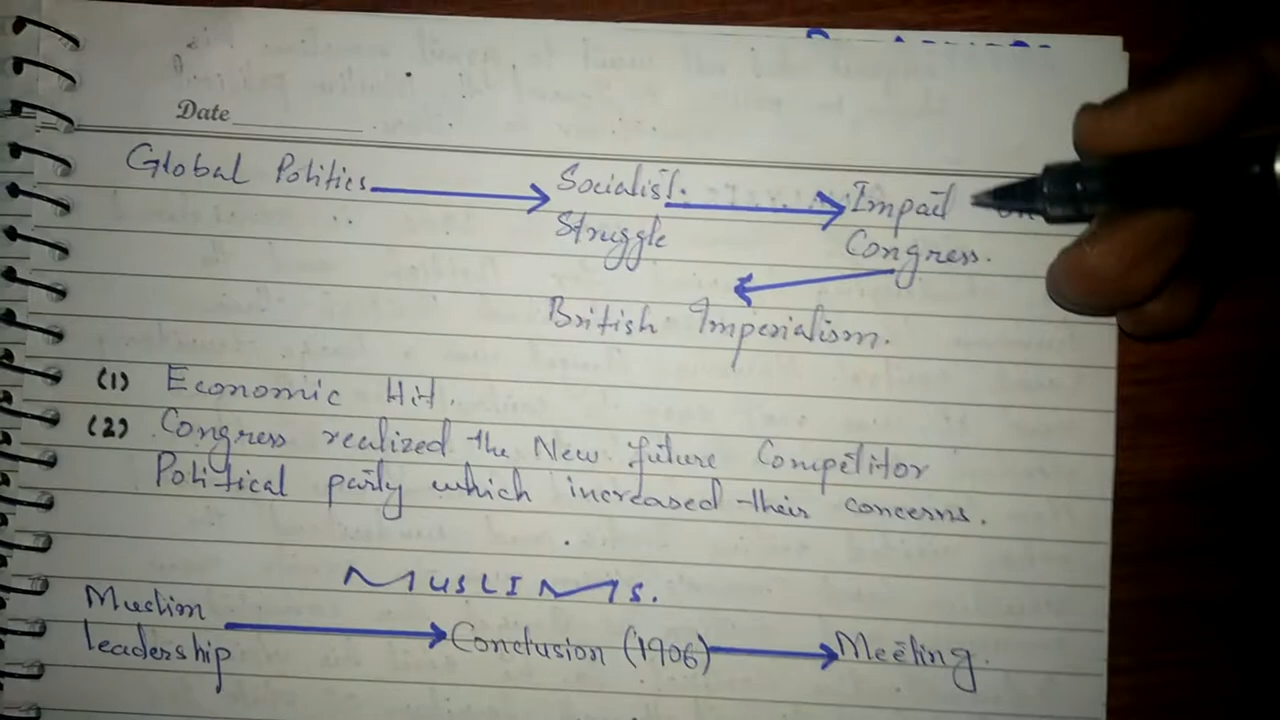 Date
Global Politics → Socialist. → Impact on
Struggle Congress.
British Imperialism.
(1) Economic Hit.
(2) Congress realized the New future Competitor
Political party which increased their concerns.
MUSLIMS.
Muslim
leadership → Conclusion (1906) → Meeting.